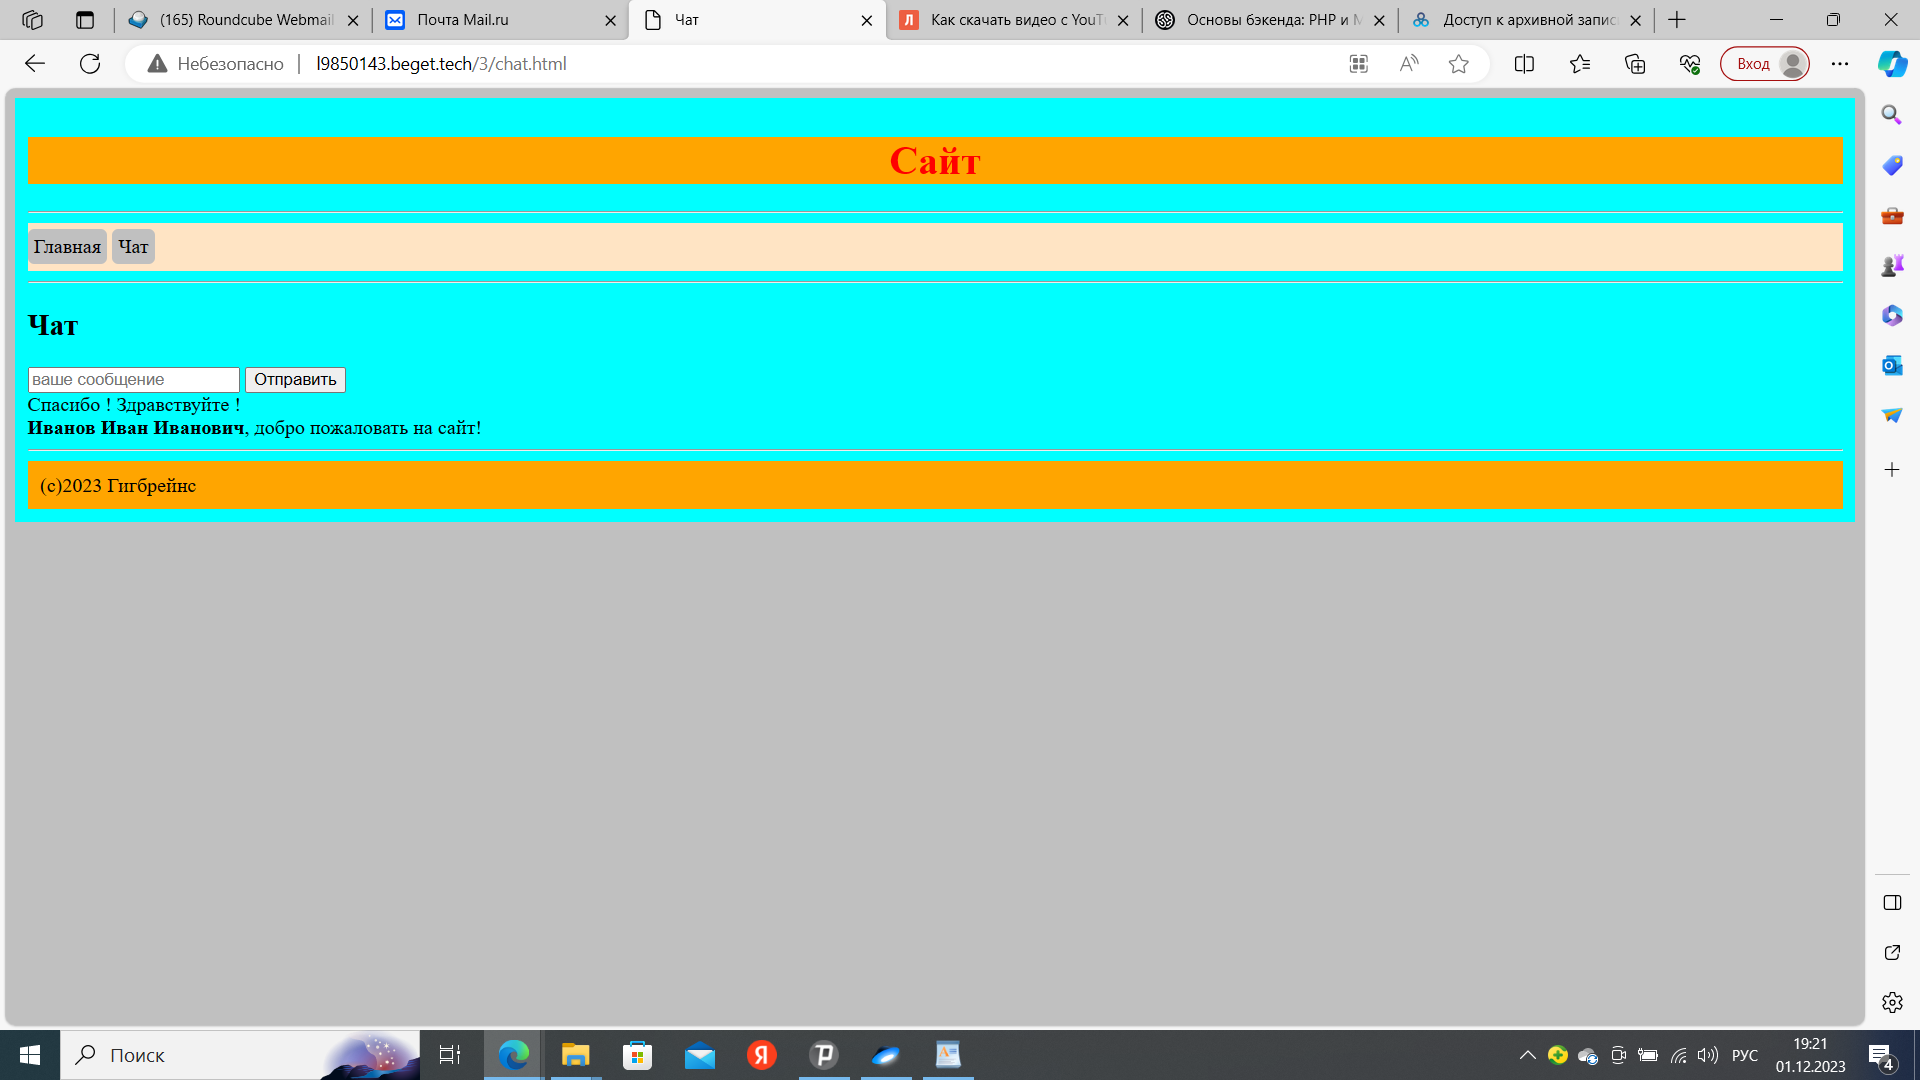 (165) Roundcube Webmail
Почта Mail.ru
Чат
Как скачать видео с YouT
Основы бэкенда: PHP и M
Доступ к архивной запис
Небезопасно
l9850143.beget.tech/3/chat.html
Вход
Сайт
Главная Чат
Чат
ваше сообщение Отправить
Спасибо ! Здравствуйте !
Иванов Иван Иванович, добро пожаловать на сайт!
(c)2023 Гигбрейнс
Поиск
РУС
19:21
01.12.2023
4